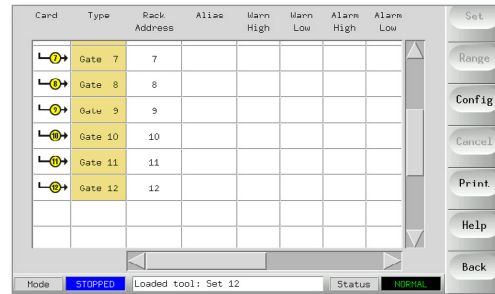 Card Type Rack Address Alias Warn High Warn Low Alarm High Alarm Low
7 Gate 7 7
8 Gate 8 8
9 Gate 9 9
10 Gate 10 10
11 Gate 11 11
12 Gate 12 12
Set
Range
Config
Cancel
Print
Help
Back
Mode STOPPED Loaded tool: Set 12 Status NORMAL